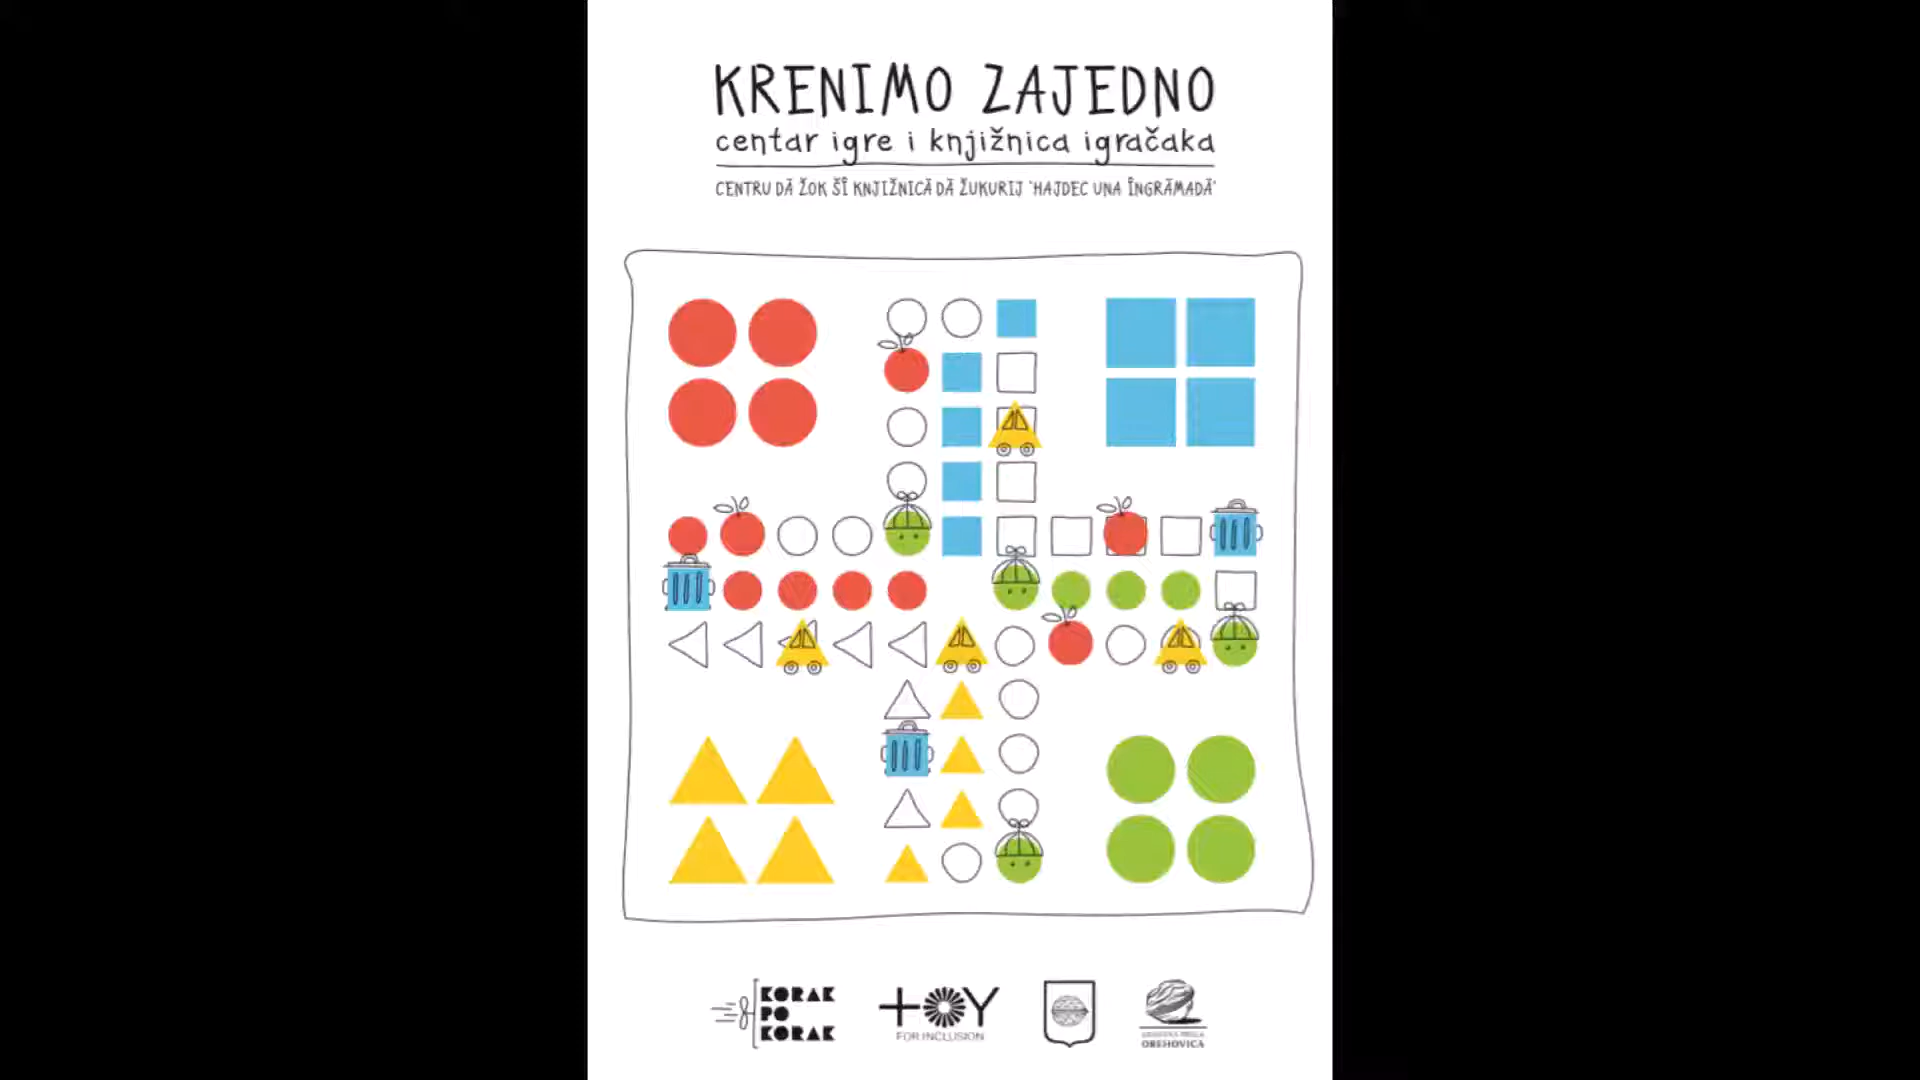 KRENIMO ZAJEDNO
centar igre i knjižnica igračaka
CENTRU DĂ ŽOK ŠÎ KNJIŽNICĂ DĂ ŽUKURIJ 'HAJDEC UNA ÎNGRĂMADĂ'
KORAK
PO
KORAK
TOY
FOR INCLUSION
OREHOVICA